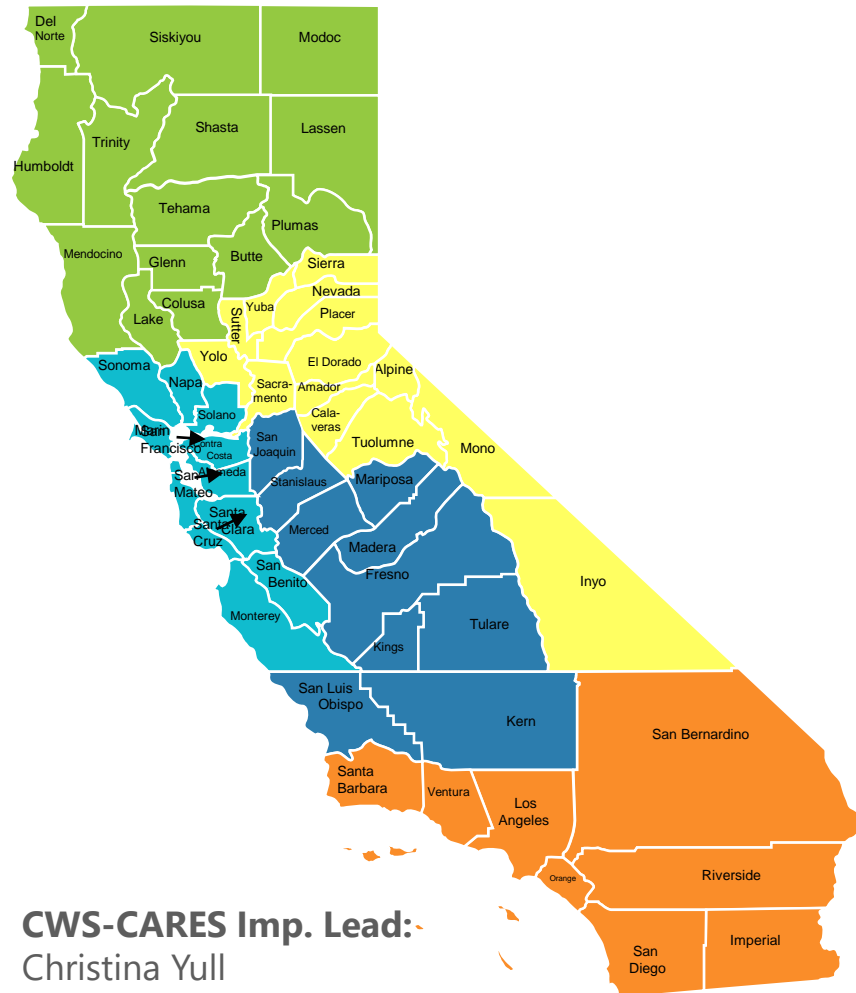 Del
Norte
Siskiyou
Modoc
Shasta
Lassen
Trinity
Humboldt
Tehama
Plumas
Mendocino
Glenn
Butte
Sierra
Nevada
Colusa
Yuba
Placer
Lake
Sutter
Yolo
El Dorado
Sonoma
Napa
Sacra-
mento
Amador
Alpine
Solano
Cala-
veras
Marin
San
Francisco
Contra
Costa
San
Joaquin
Tuolumne
Mono
Alameda
San
Mateo
Stanislaus
Mariposa
Santa
Clara
Santa
Cruz
Merced
Madera
Fresno
San
Benito
Inyo
Monterey
Tulare
Kings
San Luis
Obispo
Kern
San Bernardino
Santa
Barbara
Ventura
Los
Angeles
Orange
Riverside
San
Diego
Imperial
CWS-CARES Imp. Lead:
Christina Yull